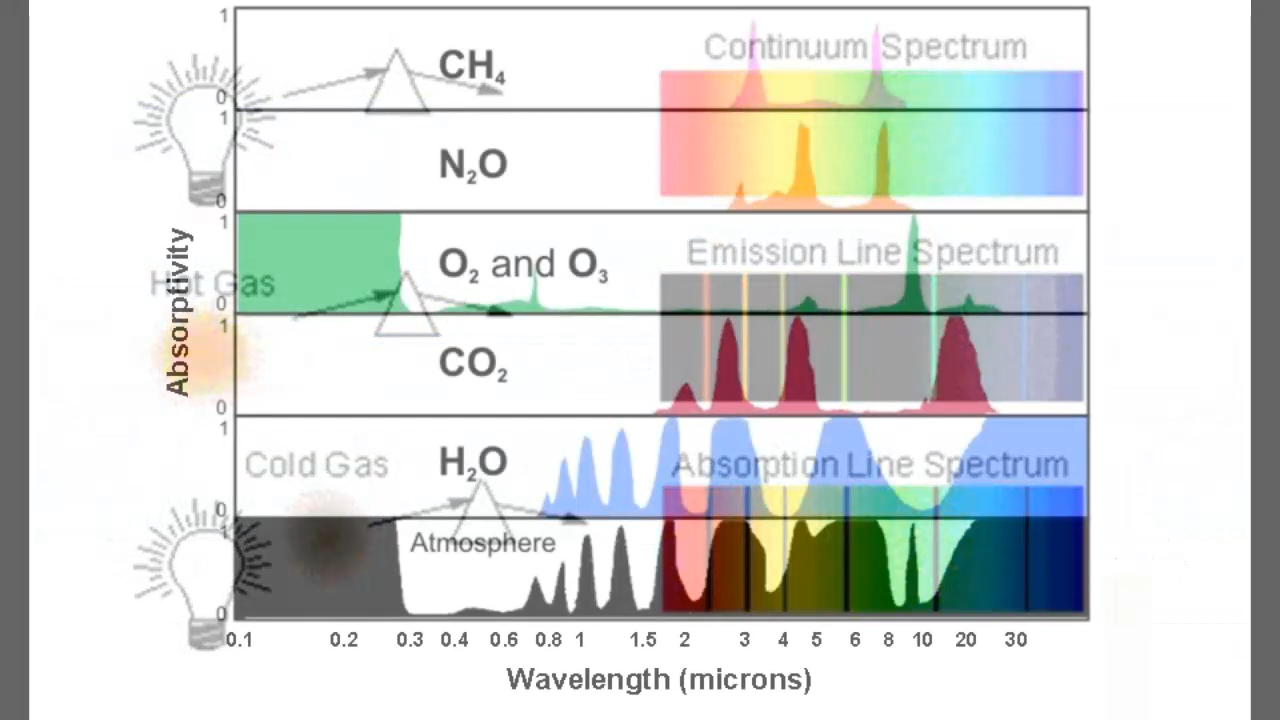 1
CH₄
Continuum Spectrum
0
1
N₂O
0
1
O₂ and O₃
Emission Line Spectrum
Hot Gas
0
1
CO₂
0
1
H₂O
Cold Gas
Absorption Line Spectrum
0
Atmosphere
0
Absorptivity
0.1 0.2 0.3 0.4 0.6 0.8 1 1.5 2 3 4 5 6 8 10 20 30
Wavelength (microns)